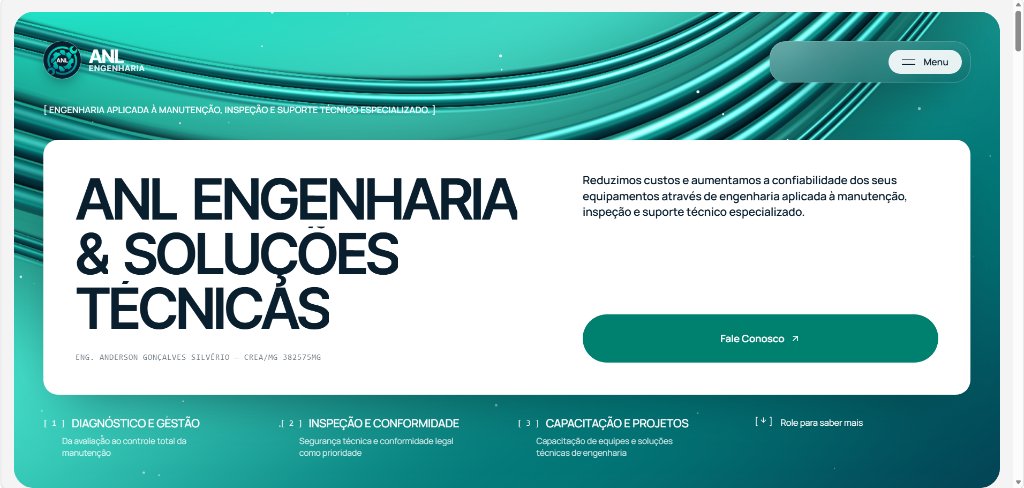 ANL
ANL
ENGENHARIA
Menu
[ ENGENHARIA APLICADA À MANUTENÇÃO, INSPEÇÃO E SUPORTE TÉCNICO ESPECIALIZADO. ]
ANL ENGENHARIA
& SOLUÇÕES
TÉCNICAS
ENG. ANDERSON GONÇALVES SILVÉRIO — CREA/MG 382575MG
Reduzimos custos e aumentamos a confiabilidade dos seus
equipamentos através de engenharia aplicada à manutenção,
inspeção e suporte técnico especializado.
Fale Conosco ↗
[ 1 ] DIAGNÓSTICO E GESTÃO
Da avaliação ao controle total da
manutenção
.[ 2 ] INSPEÇÃO E CONFORMIDADE
Segurança técnica e conformidade legal
como prioridade
[ 3 ] CAPACITAÇÃO E PROJETOS
Capacitação de equipes e soluções
técnicas de engenharia
[ ↓ ] Role para saber mais